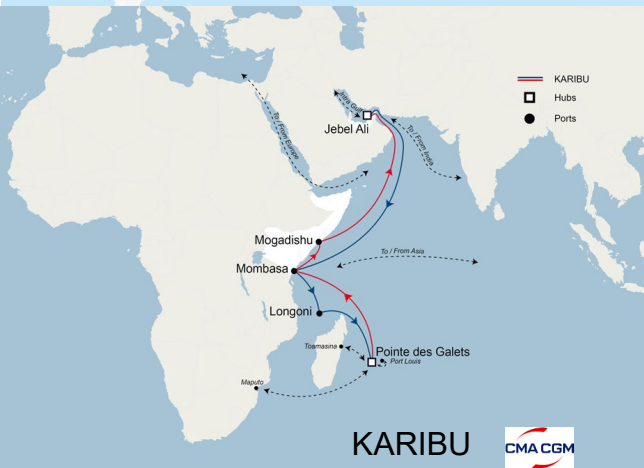 KARIBU
Hubs
Ports
Intra Gulf
Jebel Ali
To / From Europe
To / From India
Mogadishu
To / From Asia
Mombasa
Longoni
Toamasina
Pointe des Galets
Port Louis
Maputo
KARIBU
CMA CGM